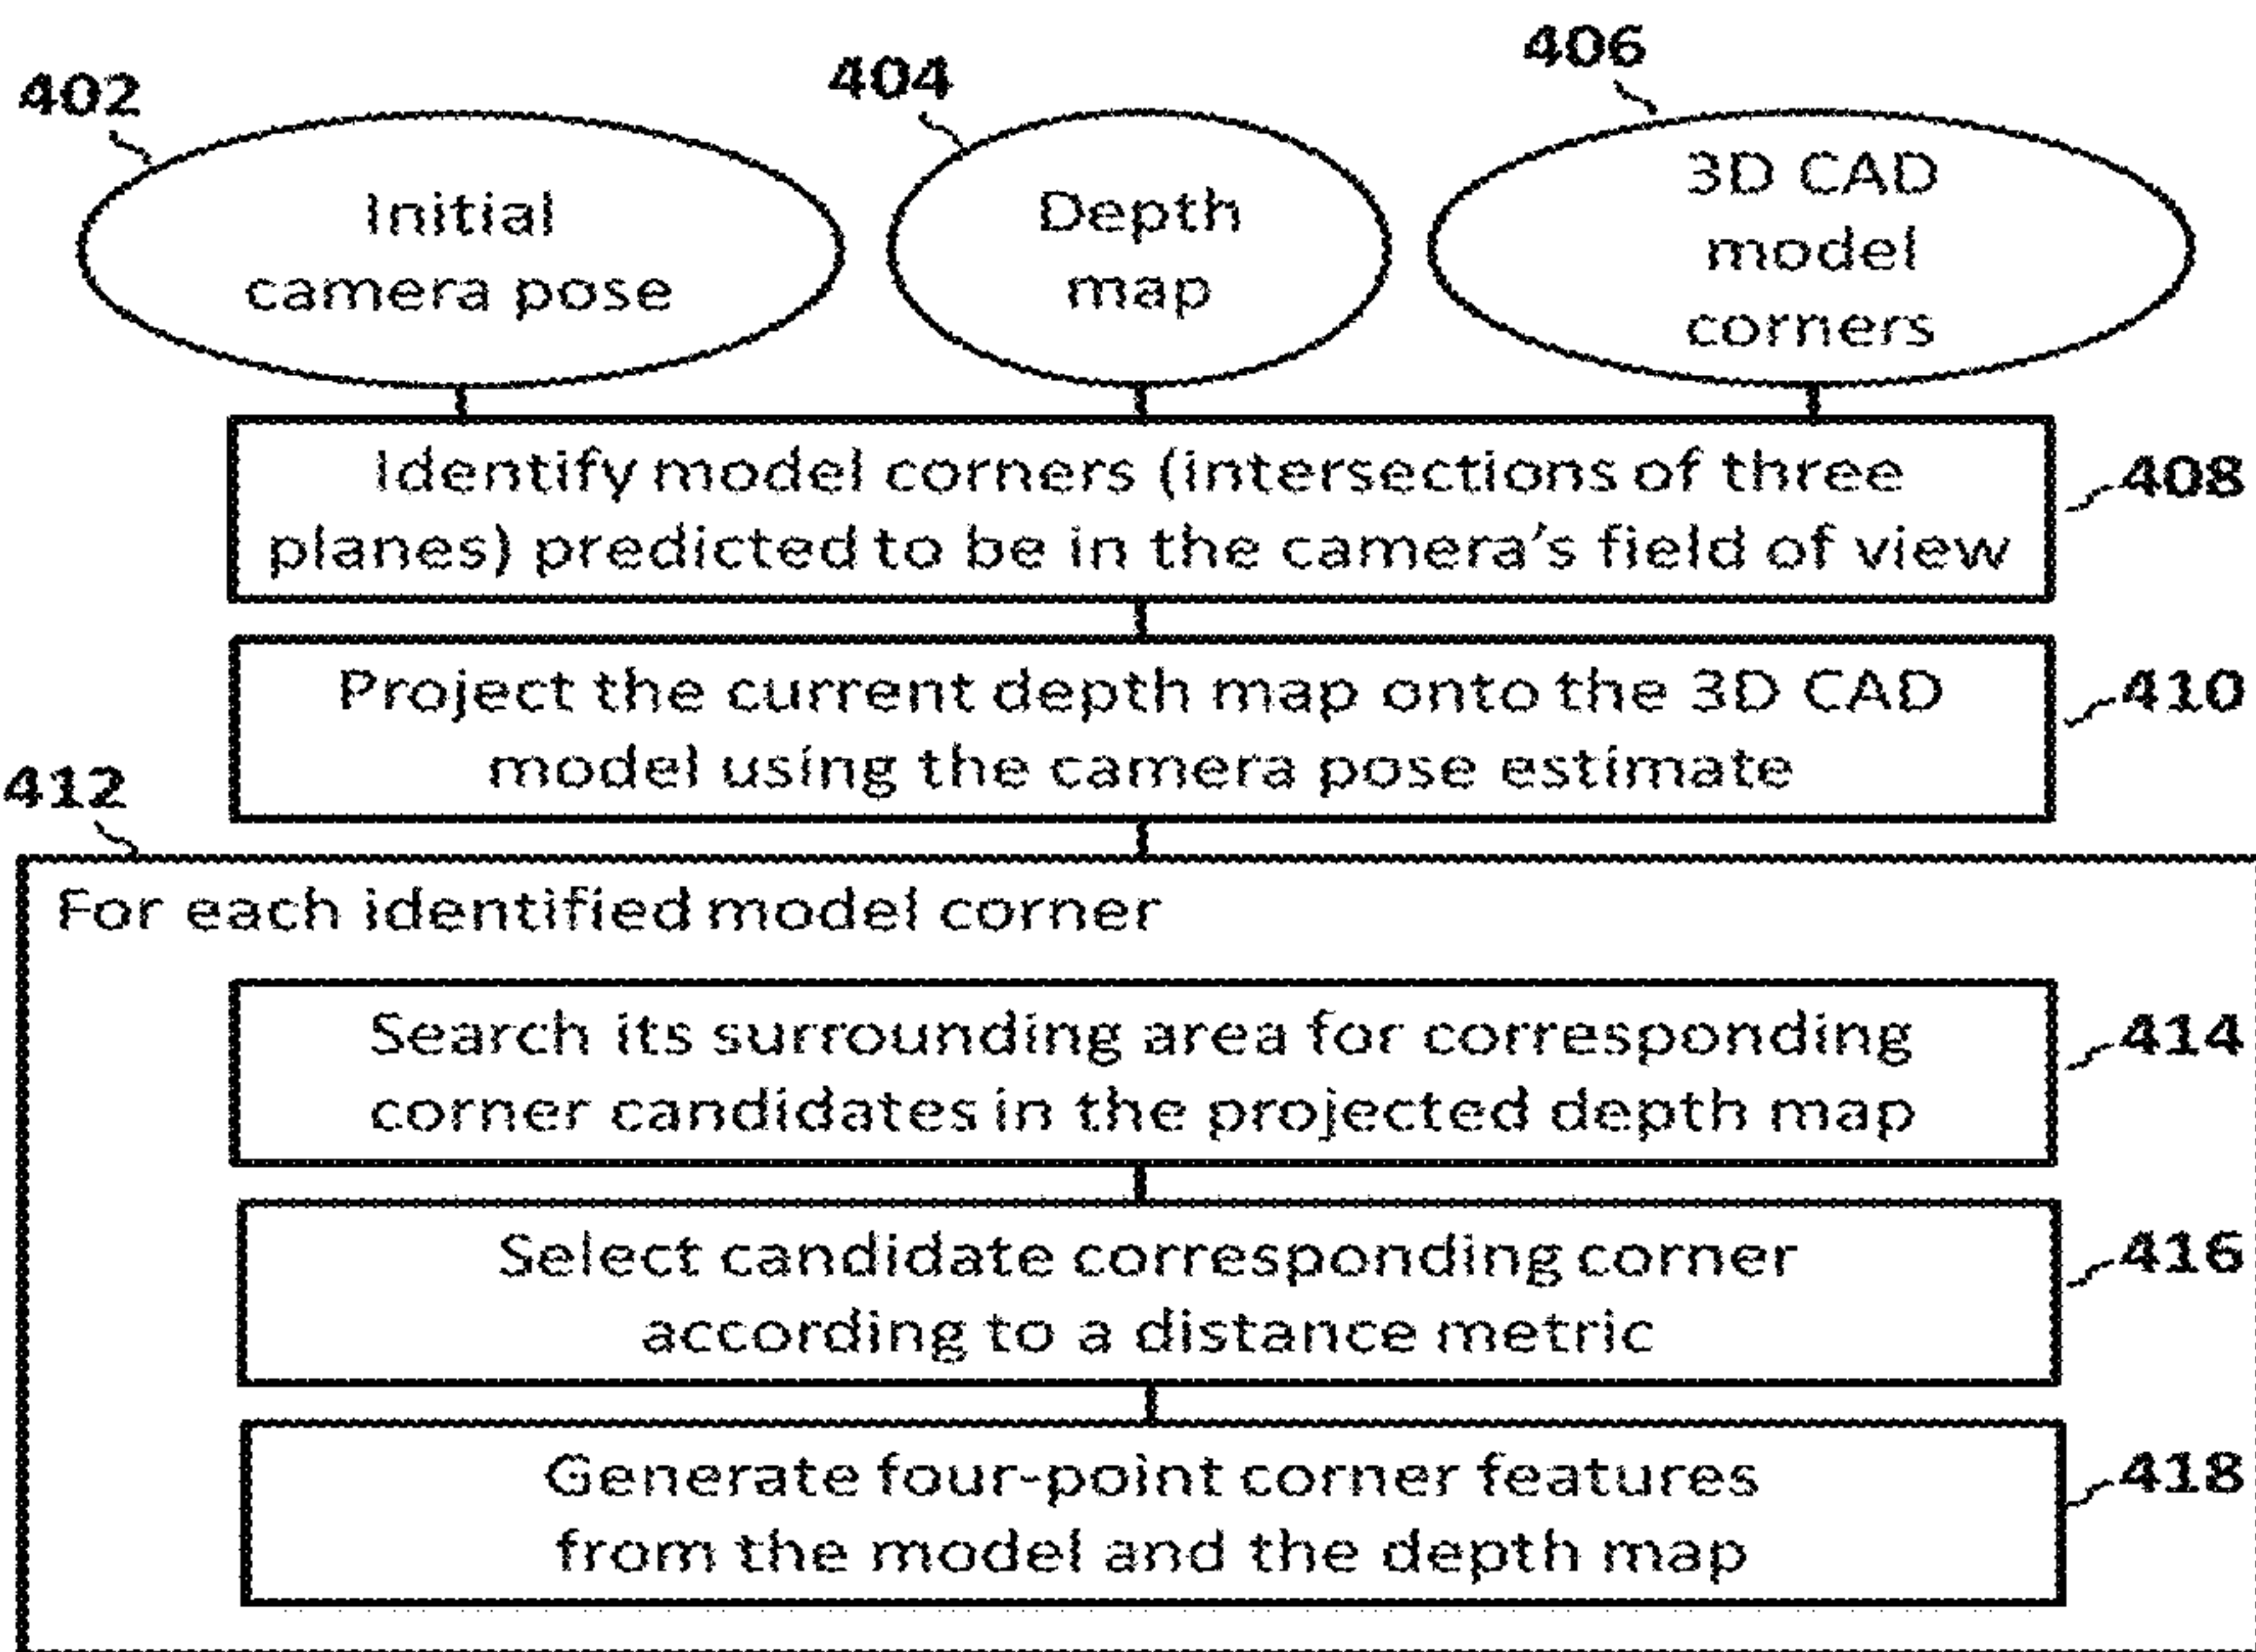 402
404
406
Initial
camera pose
Depth
map
3D CAD
model
corners
Identify model corners (intersections of three
planes) predicted to be in the camera's field of view
408
Project the current depth map onto the 3D CAD
model using the camera pose estimate
410
412
For each identified model corner
Search its surrounding area for corresponding
corner candidates in the projected depth map
414
Select candidate corresponding corner
according to a distance metric
416
Generate four-point corner features
from the model and the depth map
418